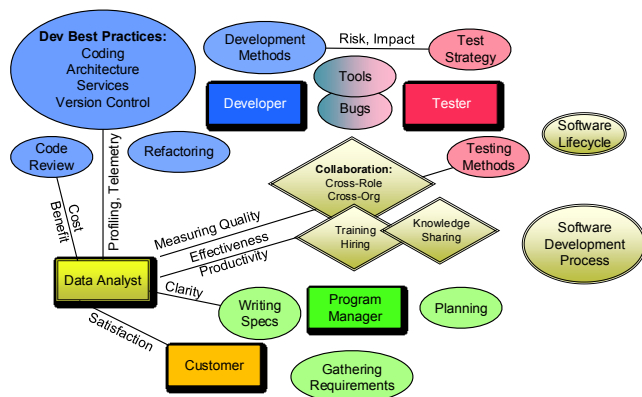 Dev Best Practices:
Coding
Architecture
Services
Version Control
Development
Methods
Risk, Impact
Test
Strategy
Tools
Bugs
Developer
Tester
Code
Review
Refactoring
Profiling, Telemetry
Cost
Benefit
Collaboration:
Cross-Role
Cross-Org
Testing
Methods
Software
Lifecycle
Measuring Quality
Effectiveness
Productivity
Training
Hiring
Knowledge
Sharing
Software
Development
Process
Data Analyst
Clarity
Writing
Specs
Program
Manager
Planning
Satisfaction
Customer
Gathering
Requirements